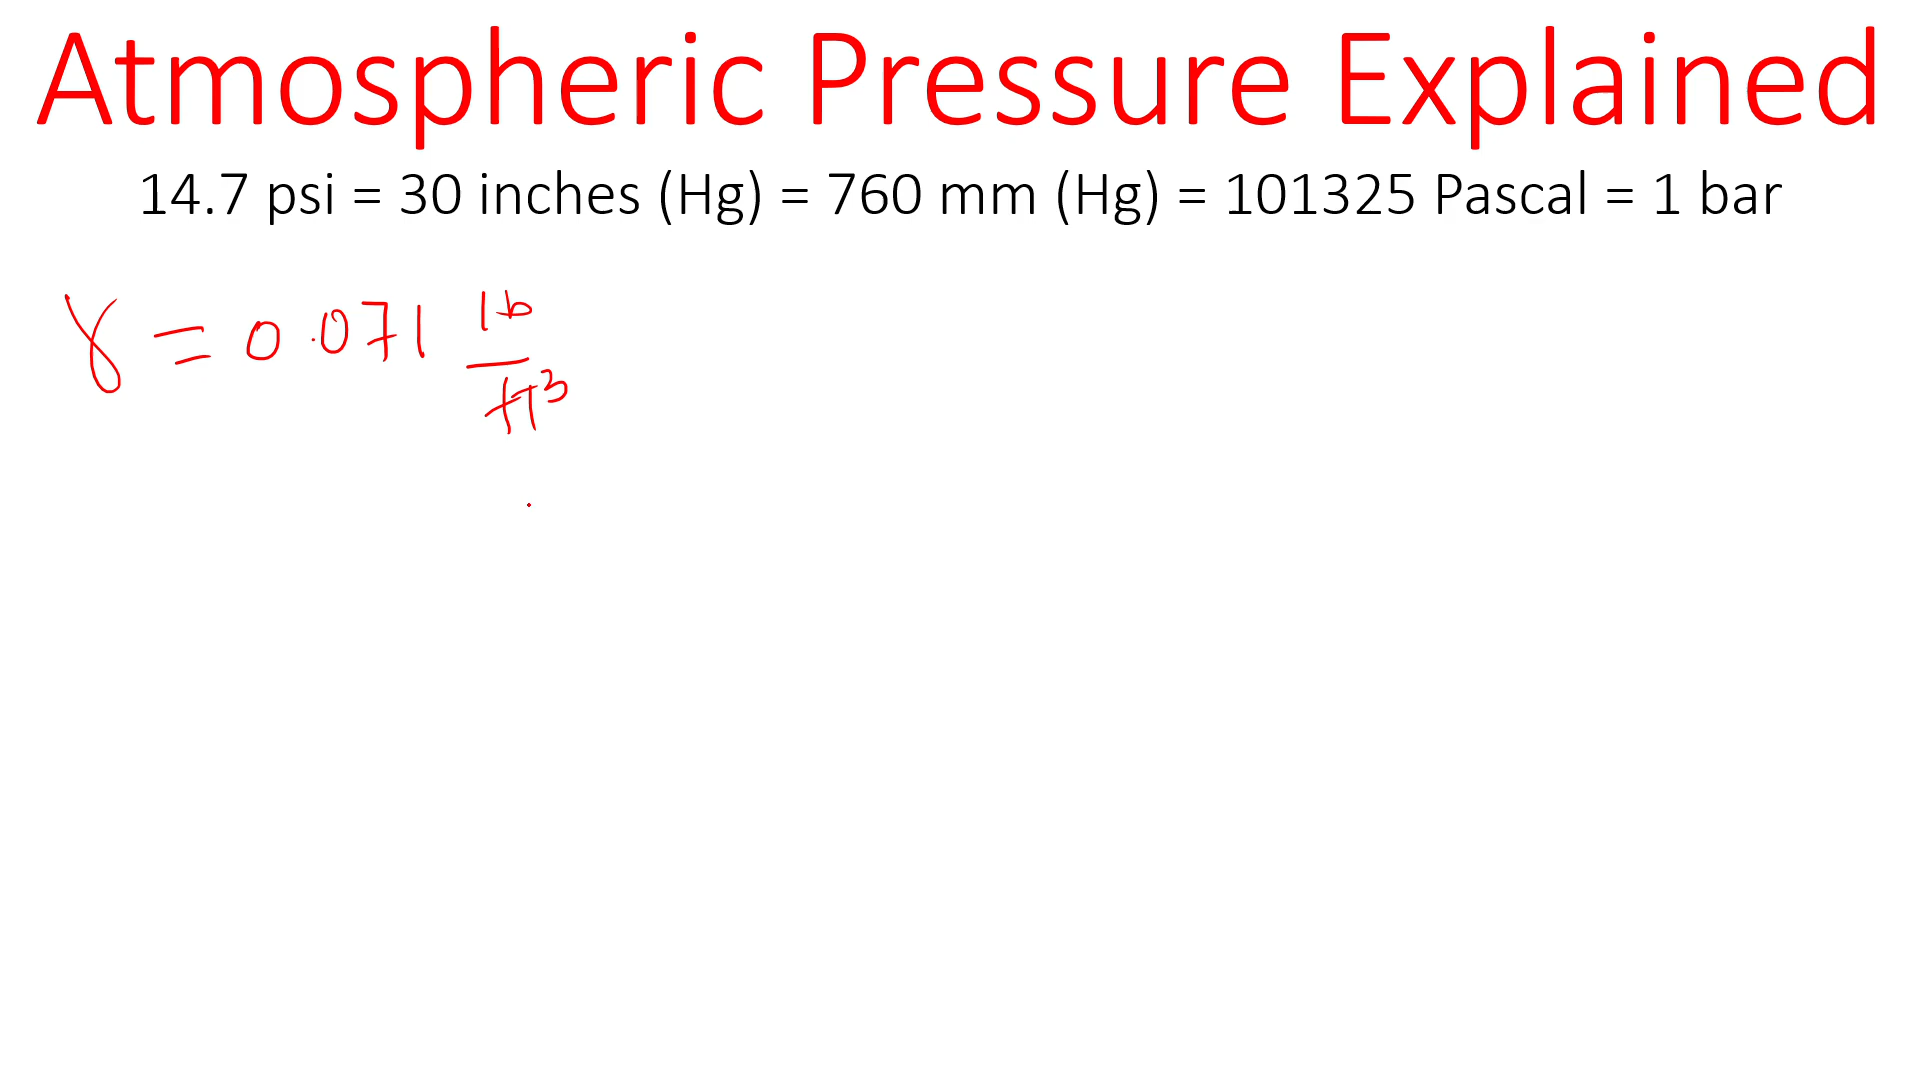 Atmospheric Pressure Explained
14.7 psi = 30 inches (Hg) = 760 mm (Hg) = 101325 Pascal = 1 bar
γ = 0.071 lb/ft³